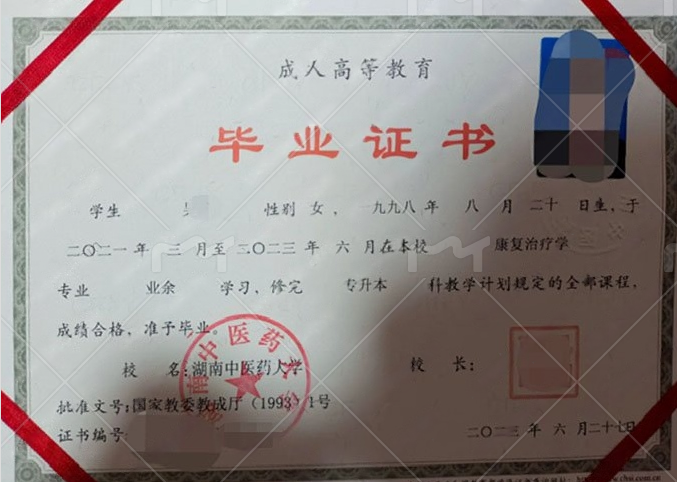 成人高等教育
毕业证书
学生 性别 女， 一九九八 年 八 月 二十 日生，于
二〇二一 年 三 月至 二〇二三 年 六 月在本校 康复治疗学
专业 业余 学习、修完 专升本 科教学计划规定的全部课程，
成绩合格，准予毕业。
校 名：湖南中医药大学 校 长：
批准文号：国家教委教成厅（1993）1号
证书编号 二〇二三 年 六 月二十七日